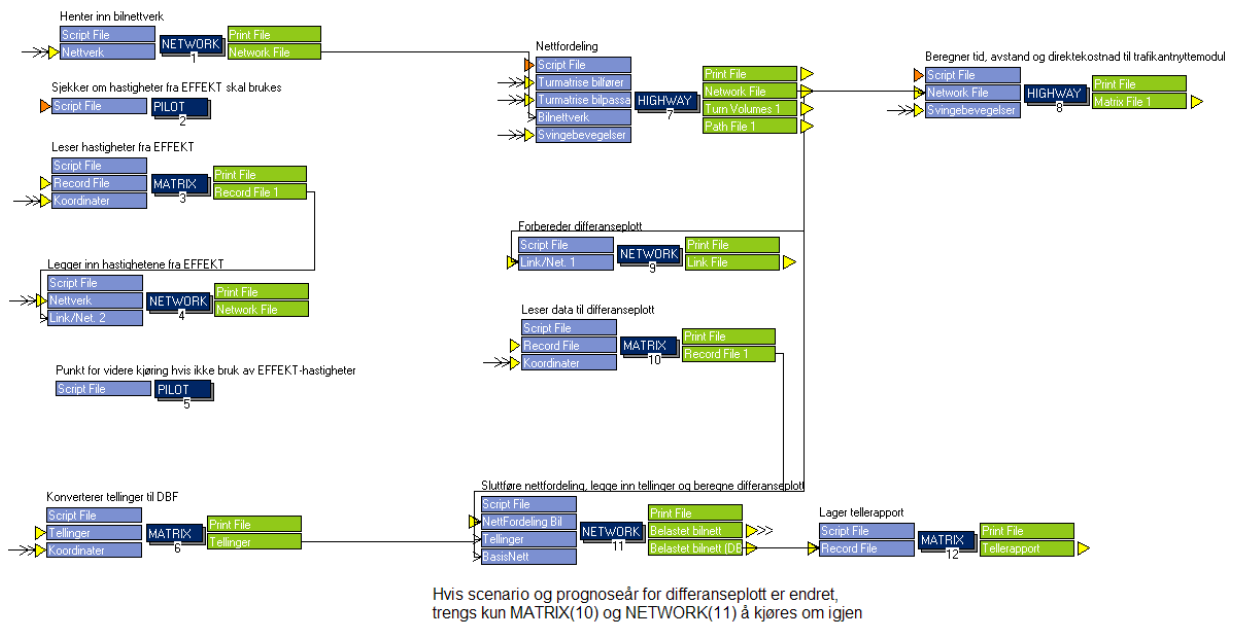 Henter inn bilnettverk
Script File
Nettverk
NETWORK
1
Print File
Network File
Sjekker om hastigheter fra EFFEKT skal brukes
Script File
PILOT
2
Leser hastigheter fra EFFEKT
Script File
Record File
Koordinater
MATRIX
3
Print File
Record File 1
Legger inn hastighetene fra EFFEKT
Script File
Nettverk
Link/Net. 2
NETWORK
4
Print File
Network File
Punkt for videre kjøring hvis ikke bruk av EFFEKT-hastigheter
Script File
PILOT
5
Konverterer tellinger til DBF
Script File
Tellinger
Koordinater
MATRIX
6
Print File
Tellinger
Nettfordeling
Script File
Turmatrise bilfører
Turmatrise bilpassa
Bilnettverk
Svingebevegelser
HIGHWAY
7
Print File
Network File
Turn Volumes 1
Path File 1
Beregner tid, avstand og direktekostnad til trafikantnyttemodul
Script File
Network File
Svingebevegelser
HIGHWAY
8
Print File
Matrix File 1
Forbereder differanseplott
Script File
Link/Net. 1
NETWORK
9
Print File
Link File
Leser data til differanseplott
Script File
Record File
Koordinater
MATRIX
10
Print File
Record File 1
Sluttføre nettfordeling, legge inn tellinger og beregne differanseplott
Script File
NettFordeling Bil
Tellinger
BasisNett
NETWORK
11
Print File
Belastet bilnett
Belastet bilnett (DB
Lager tellerapport
Script File
Record File
MATRIX
12
Print File
Tellerapport
Hvis scenario og prognoseår for differanseplott er endret,
trengs kun MATRIX(10) og NETWORK(11) å kjøres om igjen